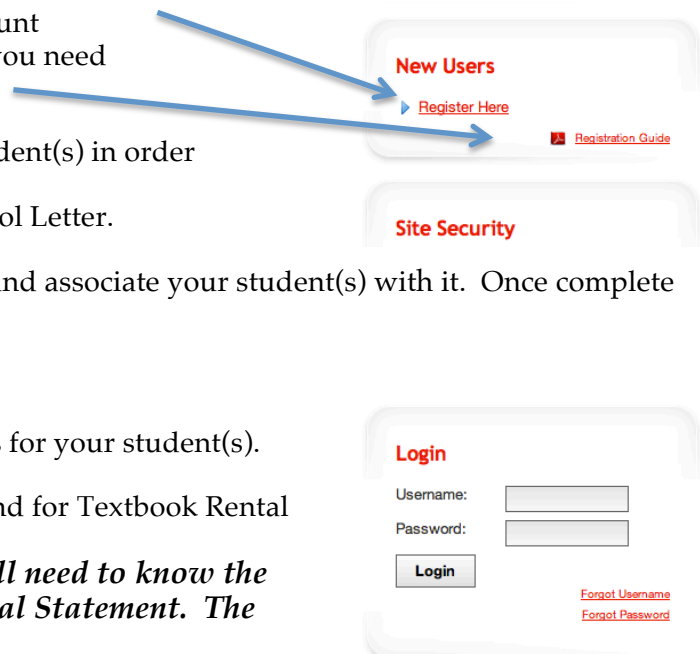 unt
you need
dent(s) in order
ol Letter.
nd associate your student(s) with it.  Once complete
for your student(s).
nd for Textbook Rental
ll need to know the
al Statement.  The
New Users
Register Here
Registration Guide
Site Security
Login
Username:
Password:
Login
Forgot Username
Forgot Password